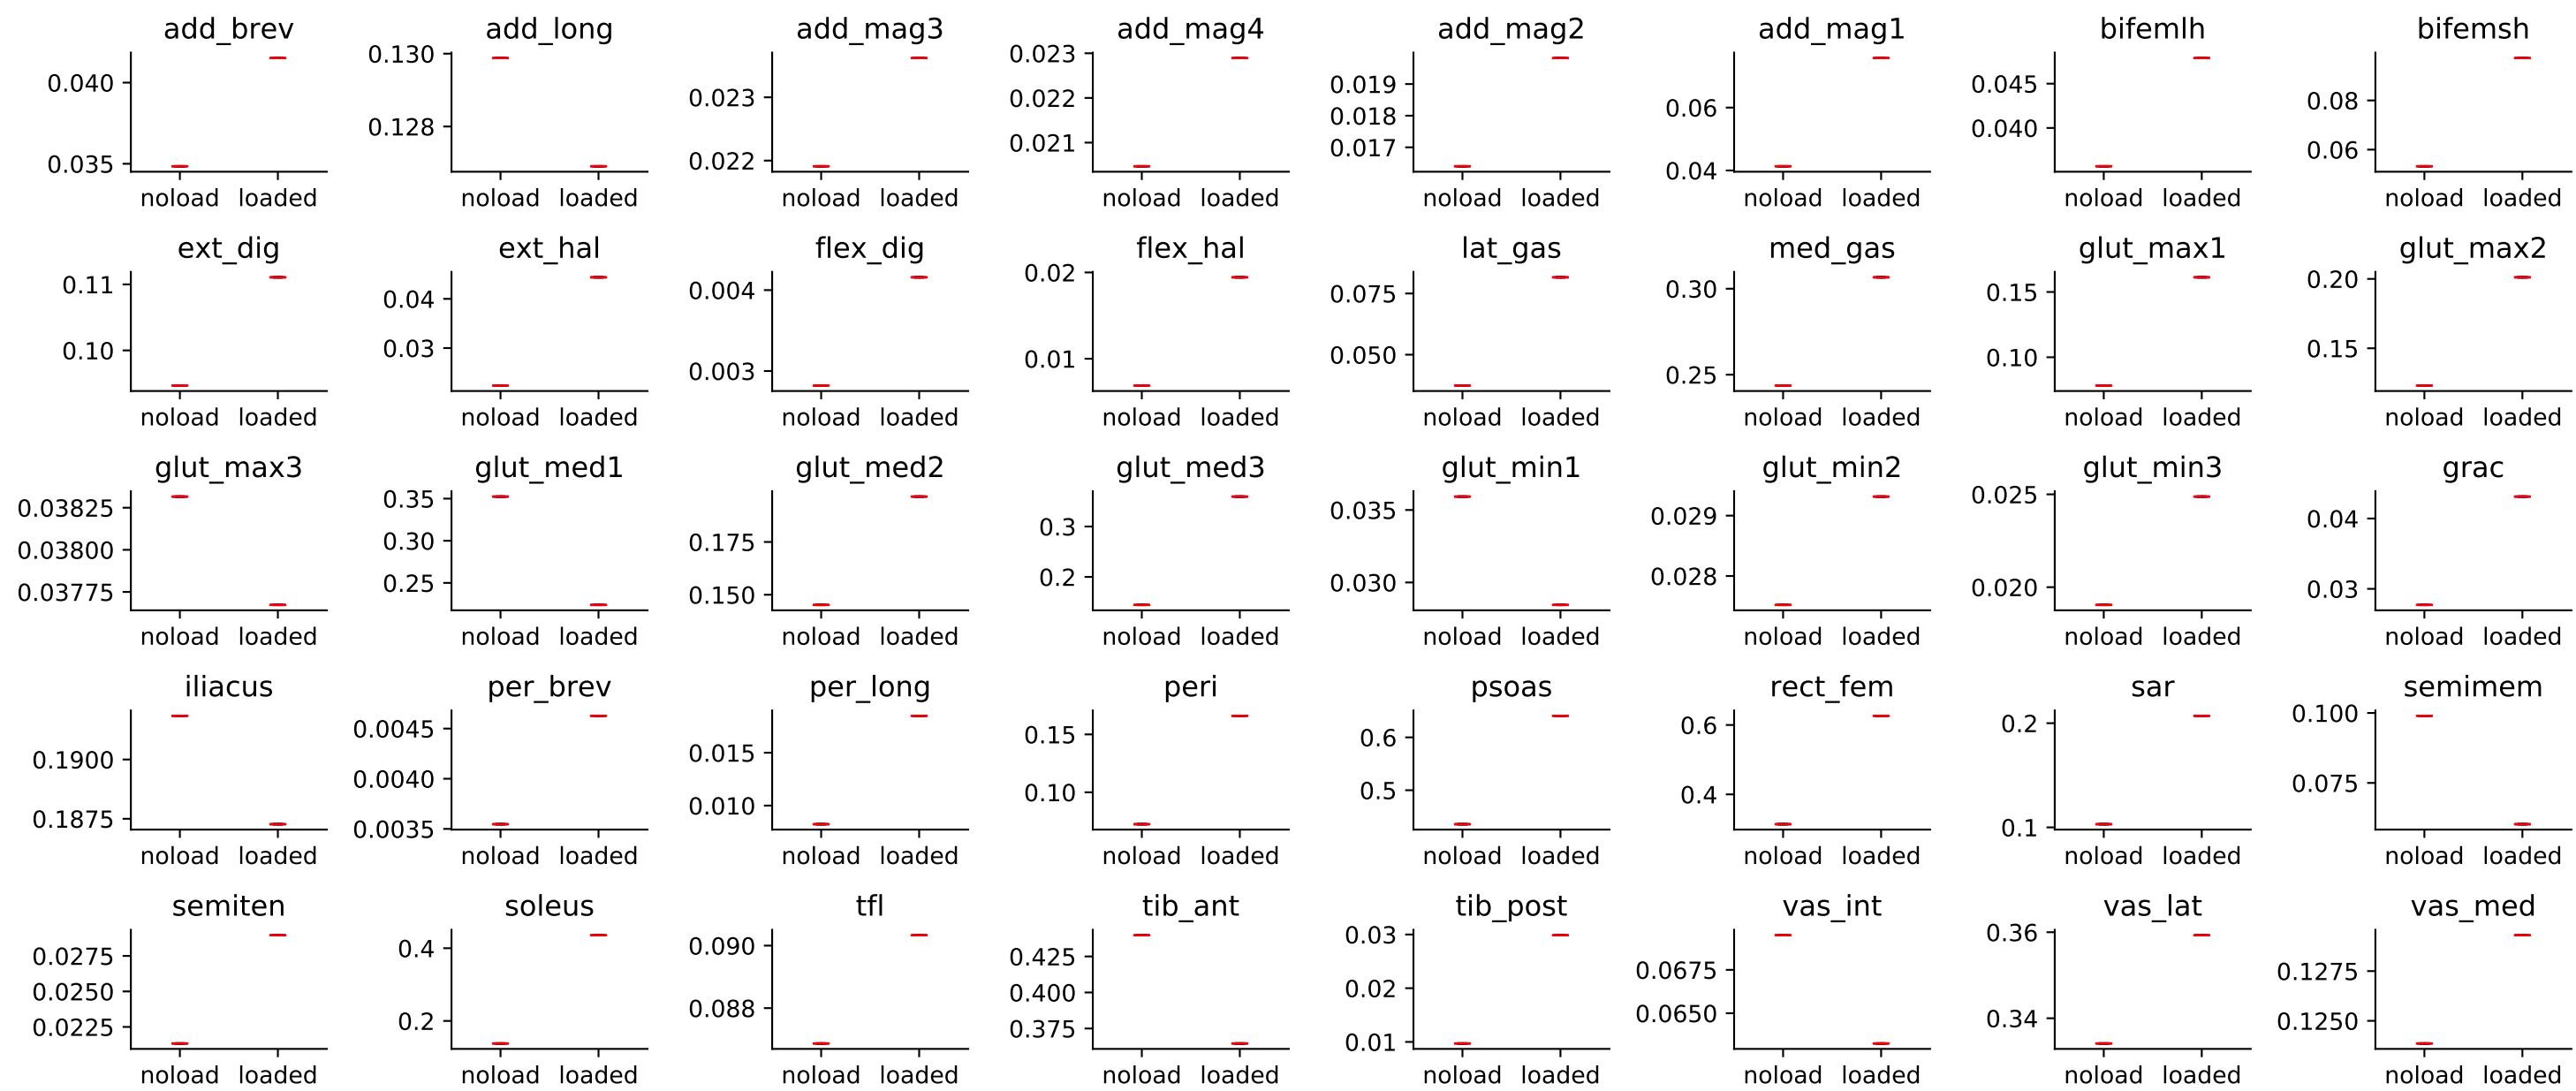 add_brev add_long add_mag3 add_mag4 add_mag2 add_mag1 bifemlh bifemsh
0.040 0.035 0.130 0.128 0.023 0.022 0.023 0.022 0.021 0.019 0.018 0.017 0.06 0.04 0.045 0.040 0.08 0.06
noload loaded noload loaded noload loaded noload loaded noload loaded noload loaded noload loaded noload loaded
ext_dig ext_hal flex_dig flex_hal lat_gas med_gas glut_max1 glut_max2
0.11 0.10 0.04 0.03 0.004 0.003 0.02 0.01 0.075 0.050 0.30 0.25 0.15 0.10 0.20 0.15
noload loaded noload loaded noload loaded noload loaded noload loaded noload loaded noload loaded noload loaded
glut_max3 glut_med1 glut_med2 glut_med3 glut_min1 glut_min2 glut_min3 grac
0.03825 0.03800 0.03775 0.35 0.30 0.25 0.175 0.150 0.3 0.2 0.035 0.030 0.029 0.028 0.025 0.020 0.04 0.03
noload loaded noload loaded noload loaded noload loaded noload loaded noload loaded noload loaded noload loaded
iliacus per_brev per_long peri psoas rect_fem sar semimem
0.1900 0.1875 0.0045 0.0040 0.0035 0.015 0.010 0.15 0.10 0.6 0.5 0.6 0.4 0.2 0.1 0.100 0.075
noload loaded noload loaded noload loaded noload loaded noload loaded noload loaded noload loaded noload loaded
semiten soleus tfl tib_ant tib_post vas_int vas_lat vas_med
0.0275 0.0250 0.0225 0.4 0.2 0.090 0.088 0.425 0.400 0.375 0.03 0.02 0.01 0.0675 0.0650 0.36 0.34 0.1275 0.1250
noload loaded noload loaded noload loaded noload loaded noload loaded noload loaded noload loaded noload loaded